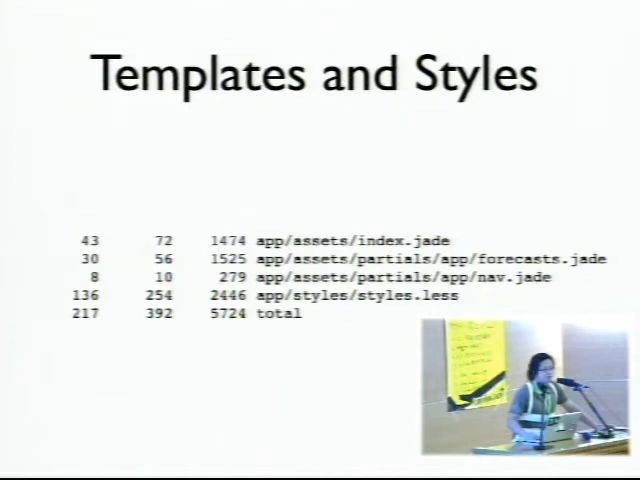 Templates and Styles
43 72 1474 app/assets/index.jade
30 56 1525 app/assets/partials/app/forecasts.jade
8 10 279 app/assets/partials/app/nav.jade
136 254 2446 app/styles/styles.less
217 392 5724 total